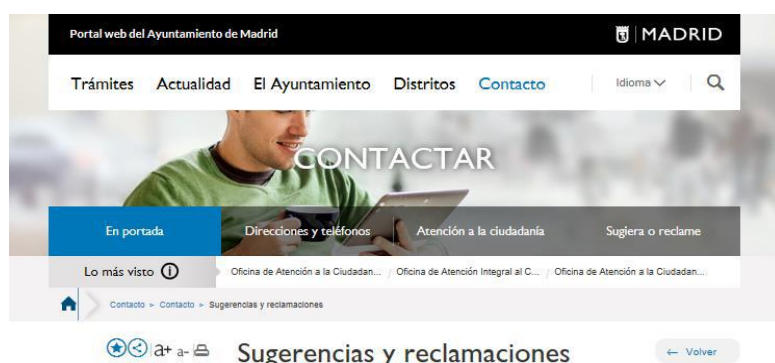 Portal web del Ayuntamiento de Madrid
MADRID
Trámites Actualidad El Ayuntamiento Distritos Contacto Idioma
CONTACTAR
En portada Direcciones y teléfonos Atención a la ciudadanía Sugiera o reclame
Lo más visto Oficina de Atención a la Ciudadan... / Oficina de Atención Integral al C... / Oficina de Atención a la Ciudadan...
Contacto » Contacto » Sugerencias y reclamaciones
a+ a- Sugerencias y reclamaciones ← Volver